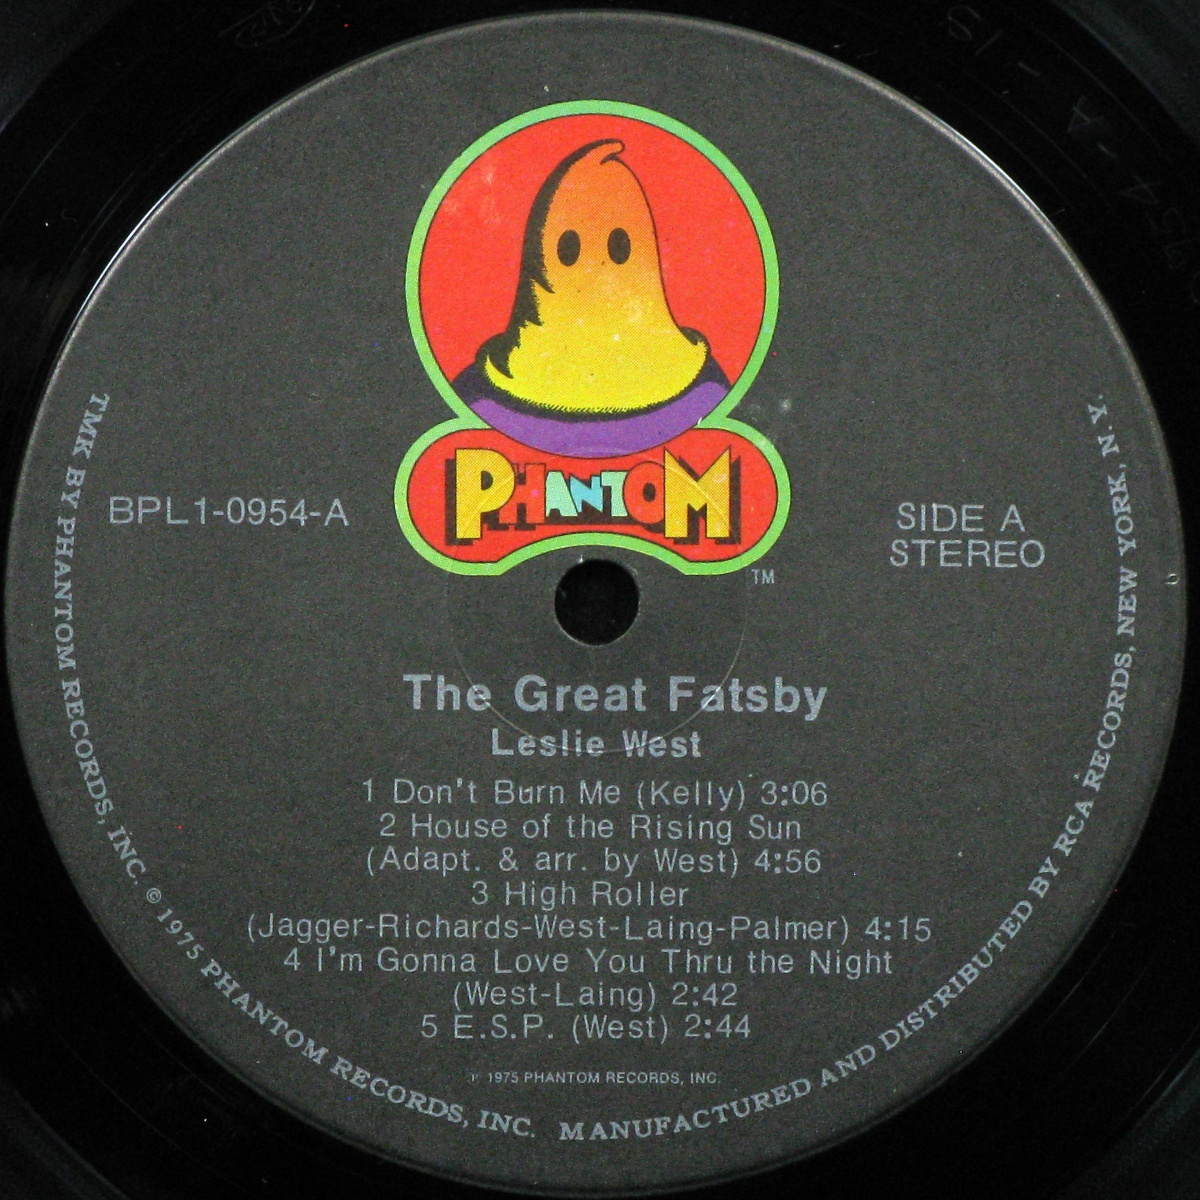 PHANTOM
TM
BPL1-0954-A
SIDE A
STEREO
The Great Fatsby
Leslie West
1 Don't Burn Me (Kelly) 3:06
2 House of the Rising Sun
(Adapt. & arr. by West) 4:56
3 High Roller
(Jagger-Richards-West-Laing-Palmer) 4:15
4 I'm Gonna Love You Thru the Night
(West-Laing) 2:42
5 E.S.P. (West) 2:44
℗ 1975 PHANTOM RECORDS, INC.
TMK BY PHANTOM RECORDS, INC. © 1975 PHANTOM RECORDS, INC. MANUFACTURED AND DISTRIBUTED BY RCA RECORDS, NEW YORK, N.Y.